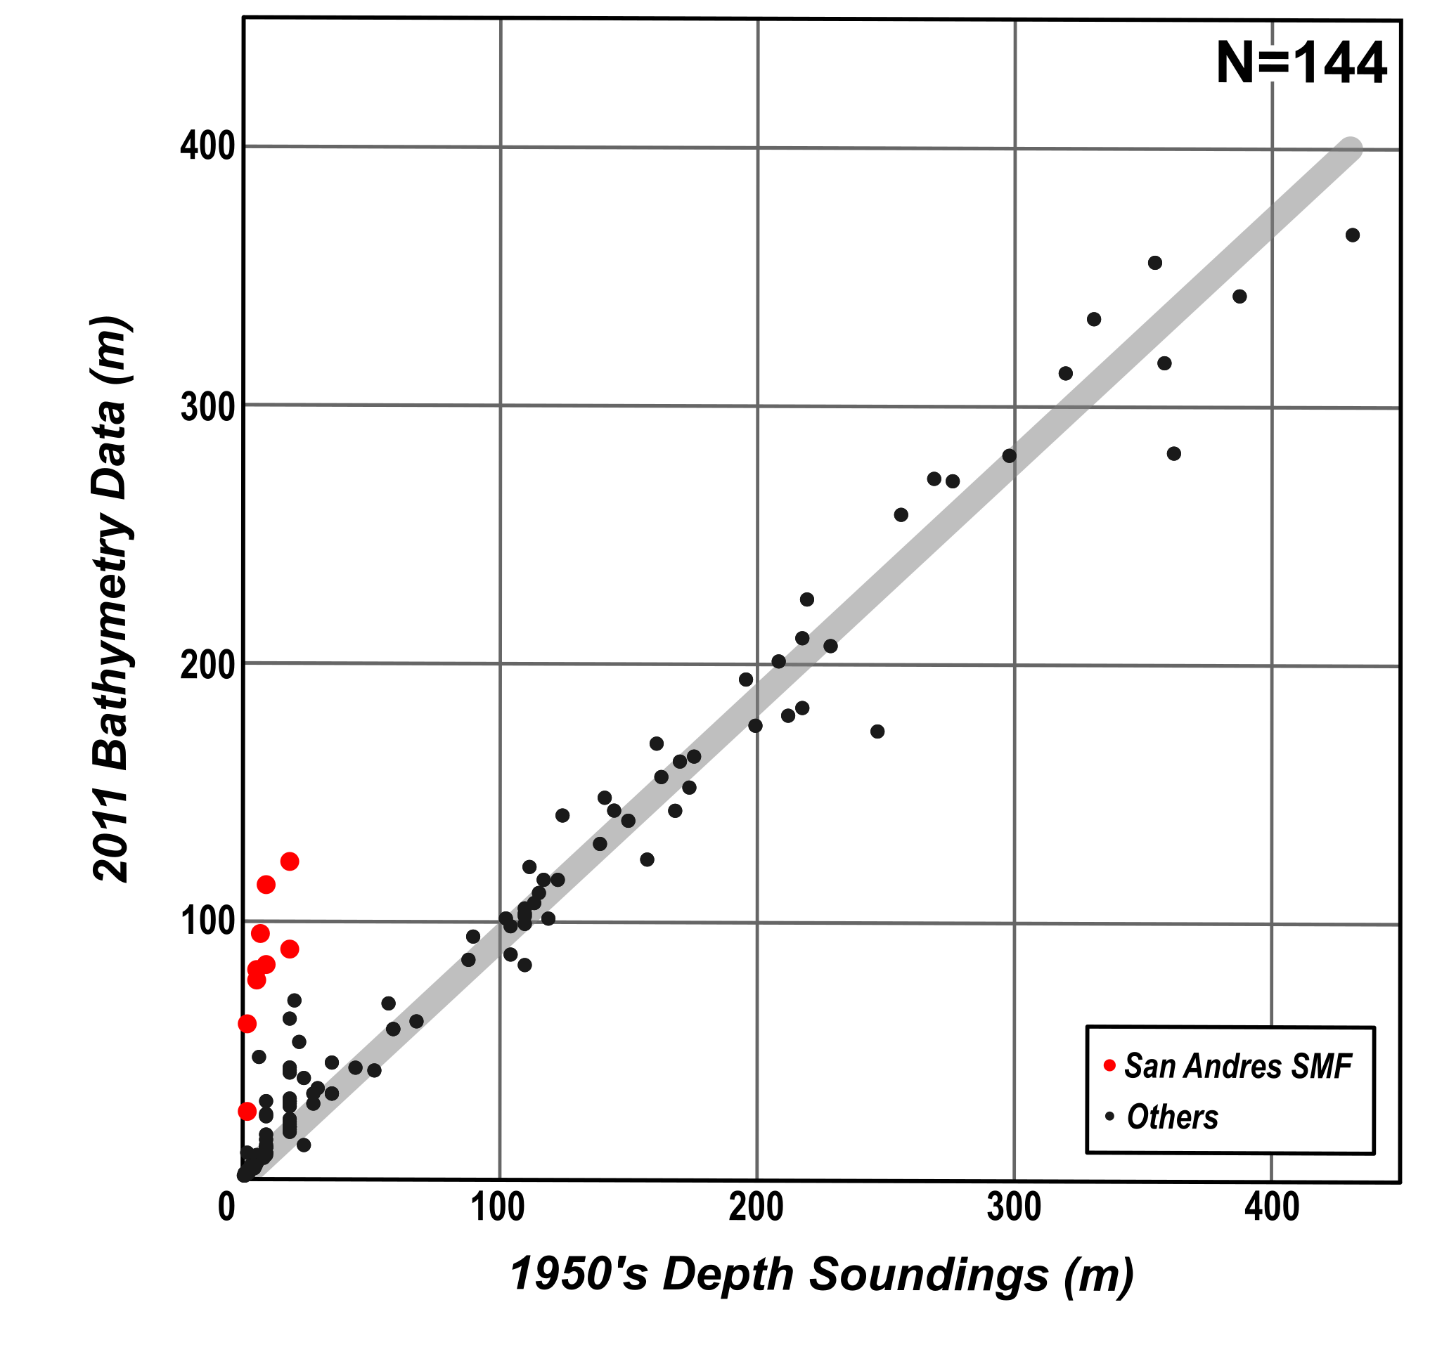 N=144
400
300
200
100
2011 Bathymetry Data (m)
San Andres SMF
Others
0 100 200 300 400
1950's Depth Soundings (m)